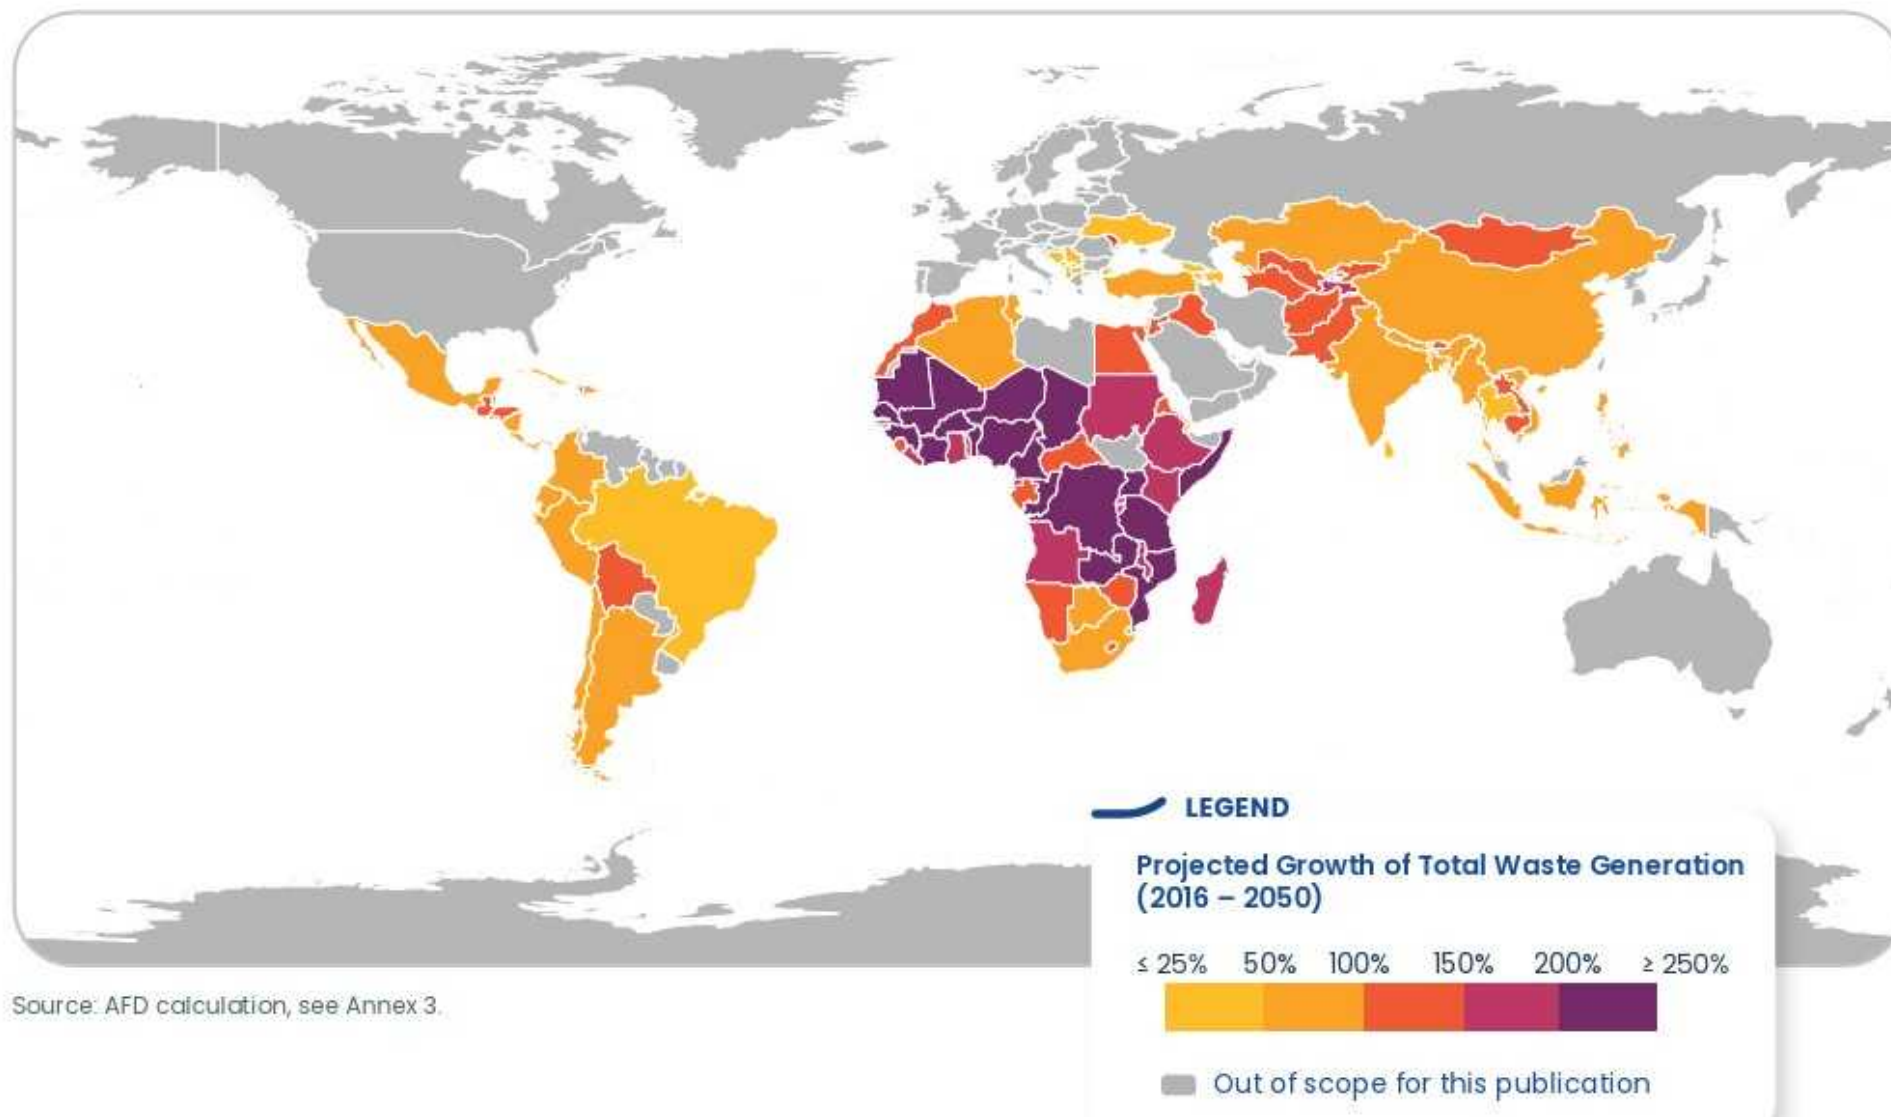 LEGEND
Projected Growth of Total Waste Generation
(2016 – 2050)
≤ 25% 50% 100% 150% 200% ≥ 250%
Out of scope for this publication
Source: AFD calculation, see Annex 3.